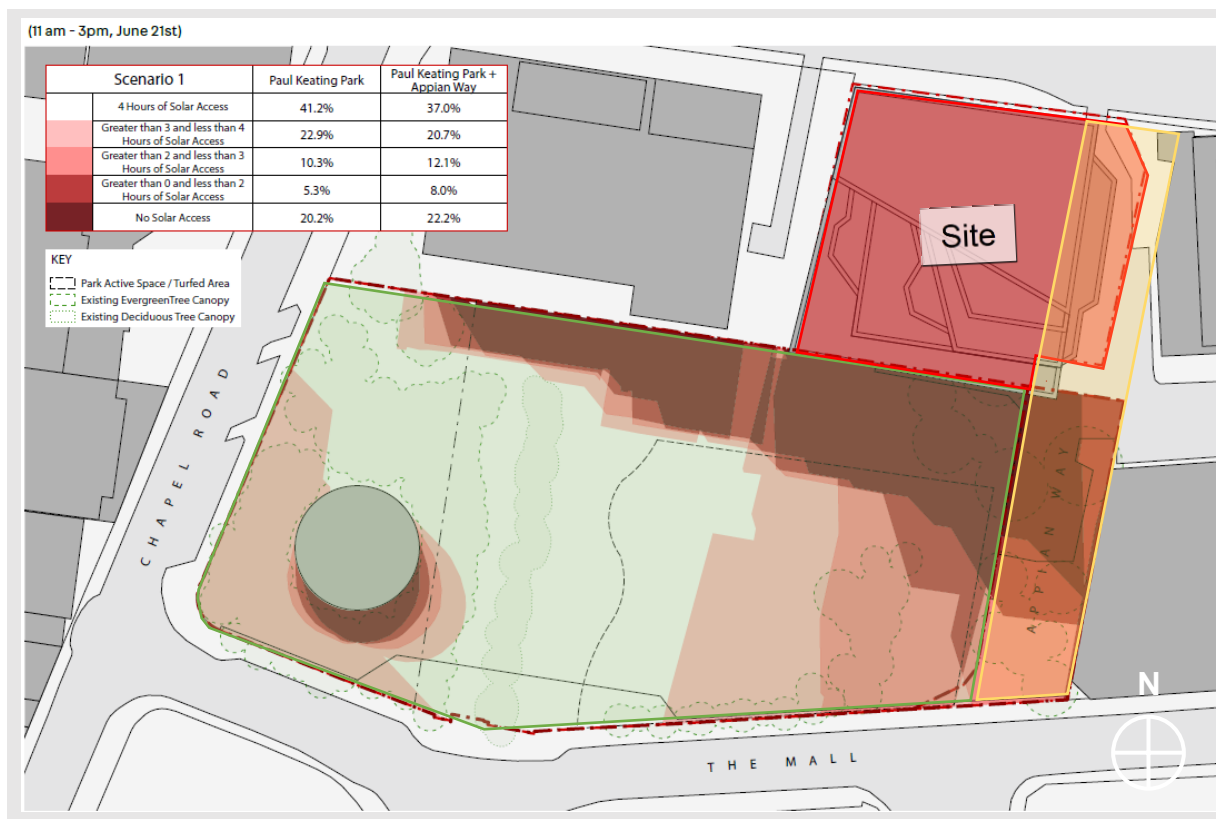 (11 am - 3pm, June 21st)
Scenario 1
Paul Keating Park
Paul Keating Park +
Appian Way
4 Hours of Solar Access
41.2%
37.0%
Greater than 3 and less than 4
Hours of Solar Access
22.9%
20.7%
Greater than 2 and less than 3
Hours of Solar Access
10.3%
12.1%
Greater than 0 and less than 2
Hours of Solar Access
5.3%
8.0%
No Solar Access
20.2%
22.2%
KEY
Park Active Space / Turfed Area
Existing EvergreenTree Canopy
Existing Deciduous Tree Canopy
Site
CHAPEL ROAD
APPIAN WAY
N
THE MALL